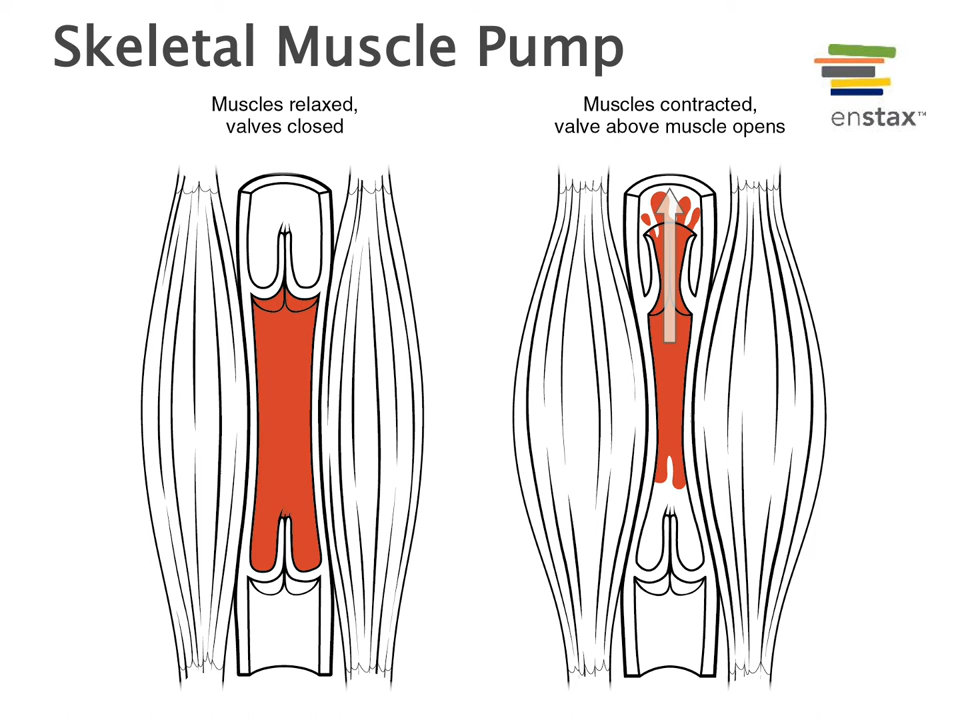 Skeletal Muscle Pump
Muscles relaxed,
valves closed
Muscles contracted,
valve above muscle opens
enstax™